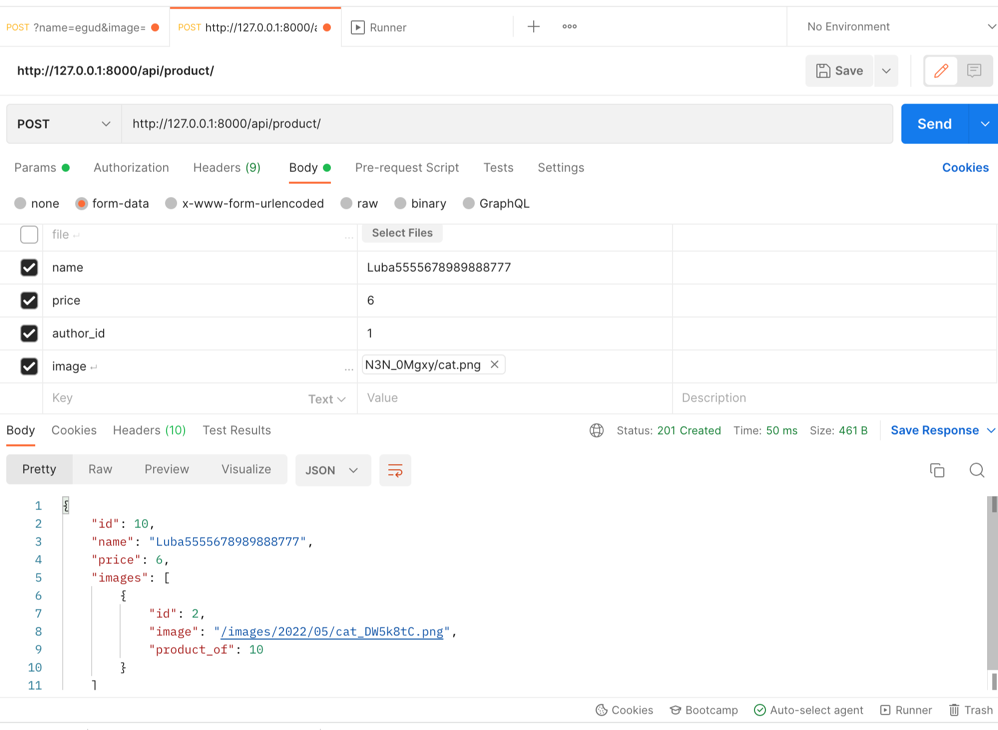 POST ?name=egud&image= POST http://127.0.0.1:8000/a Runner No Environment
http://127.0.0.1:8000/api/product/ Save
POST http://127.0.0.1:8000/api/product/ Send
Params Authorization Headers (9) Body Pre-request Script Tests Settings Cookies
none form-data x-www-form-urlencoded raw binary GraphQL
file ... Select Files
name Luba5555678989888777
price 6
author_id 1
image ... N3N_0Mgxy/cat.png
Key Text Value Description
Body Cookies Headers (10) Test Results Status: 201 Created Time: 50 ms Size: 461 B Save Response
Pretty Raw Preview Visualize JSON
1 {
2 "id": 10,
3 "name": "Luba5555678989888777",
4 "price": 6,
5 "images": [
6 {
7 "id": 2,
8 "image": "/images/2022/05/cat_DW5k8tC.png",
9 "product_of": 10
10 }
11 ]
Cookies Bootcamp Auto-select agent Runner Trash